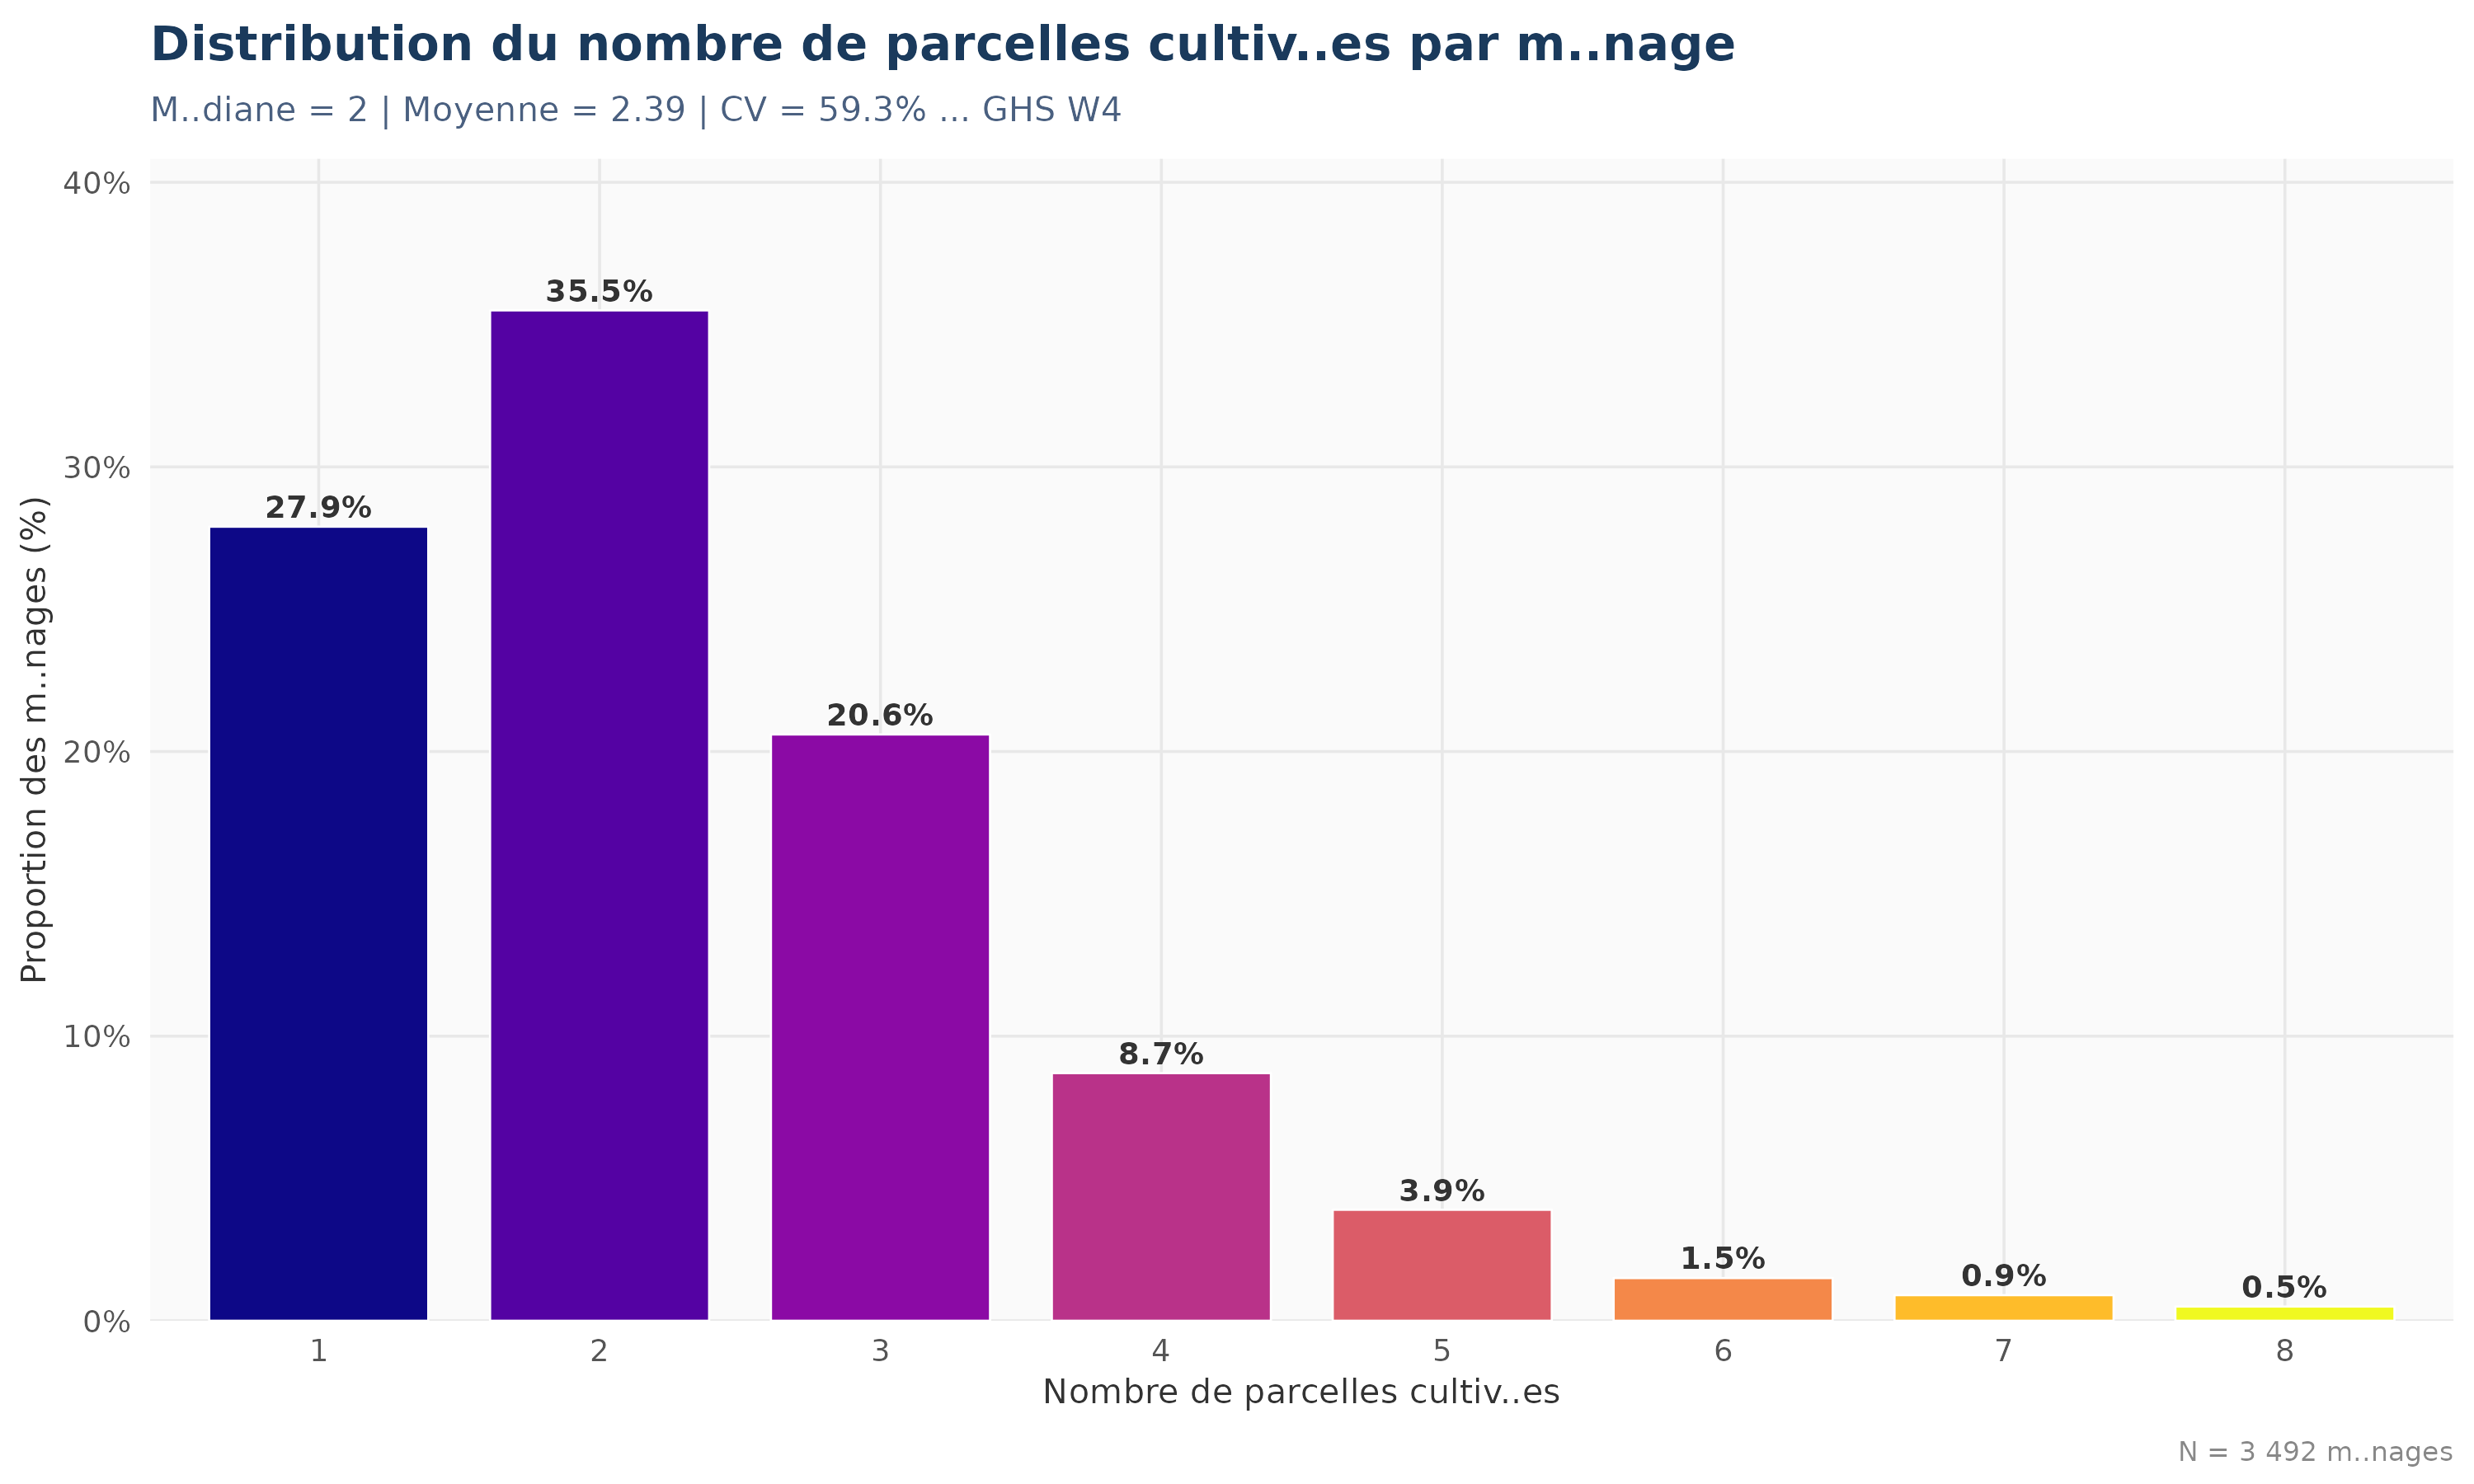 Distribution du nombre de parcelles cultiv..es par m..nage
M..diane = 2 | Moyenne = 2.39 | CV = 59.3% ... GHS W4
Proportion des m..nages (%)
40%
30%
20%
10%
0%
27.9%
35.5%
20.6%
8.7%
3.9%
1.5%
0.9%
0.5%
1 2 3 4 5 6 7 8
Nombre de parcelles cultiv..es
N = 3 492 m..nages